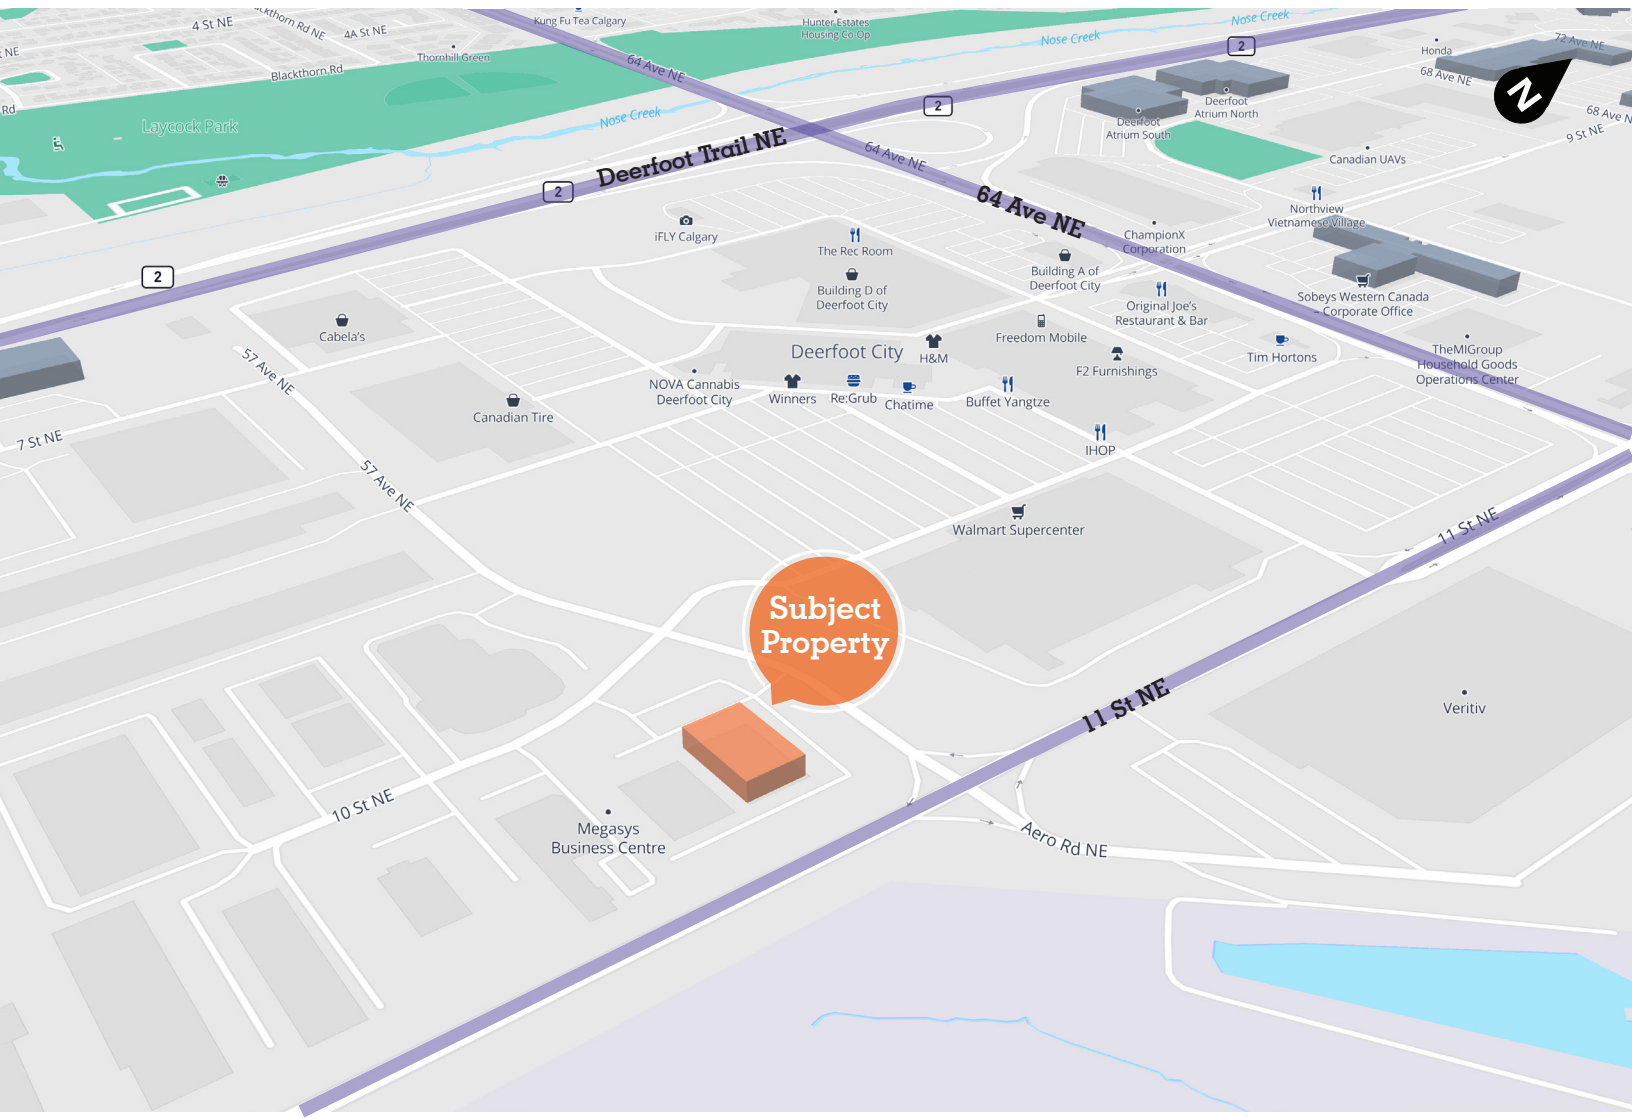 Kung Fu Tea Calgary
Hunter Estates
Housing Co-Op
Nose Creek
Nose Creek
4 St NE
4A St NE
Thornhill Green
64 Ave NE
2
Honda
72 Ave NE
68 Ave NE
NE
Blackthorn Rd
Rd
Laycock Park
Nose Creek
2
Deerfoot
Atrium North
Deerfoot
Atrium South
N
68 Ave N
9 St NE
Canadian UAVs
Deerfoot Trail NE
64 Ave NE
2
64 Ave NE
Northview
Vietnamese Village
iFLY Calgary
The Rec Room
ChampionX
Corporation
2
Building D of
Deerfoot City
Building A of
Deerfoot City
Original Joe's
Restaurant & Bar
Sobeys Western Canada
– Corporate Office
Cabela's
Freedom Mobile
Deerfoot City
H&M
F2 Furnishings
Tim Hortons
TheMIGroup
Household Goods
Operations Center
57 Ave NE
NOVA Cannabis
Deerfoot City
Winners
Re:Grub
Chatime
Buffet Yangtze
Canadian Tire
7 St NE
IHOP
57 Ave NE
Walmart Supercenter
11 St NE
Subject
Property
11 St NE
Veritiv
10 St NE
Megasys
Business Centre
Aero Rd NE